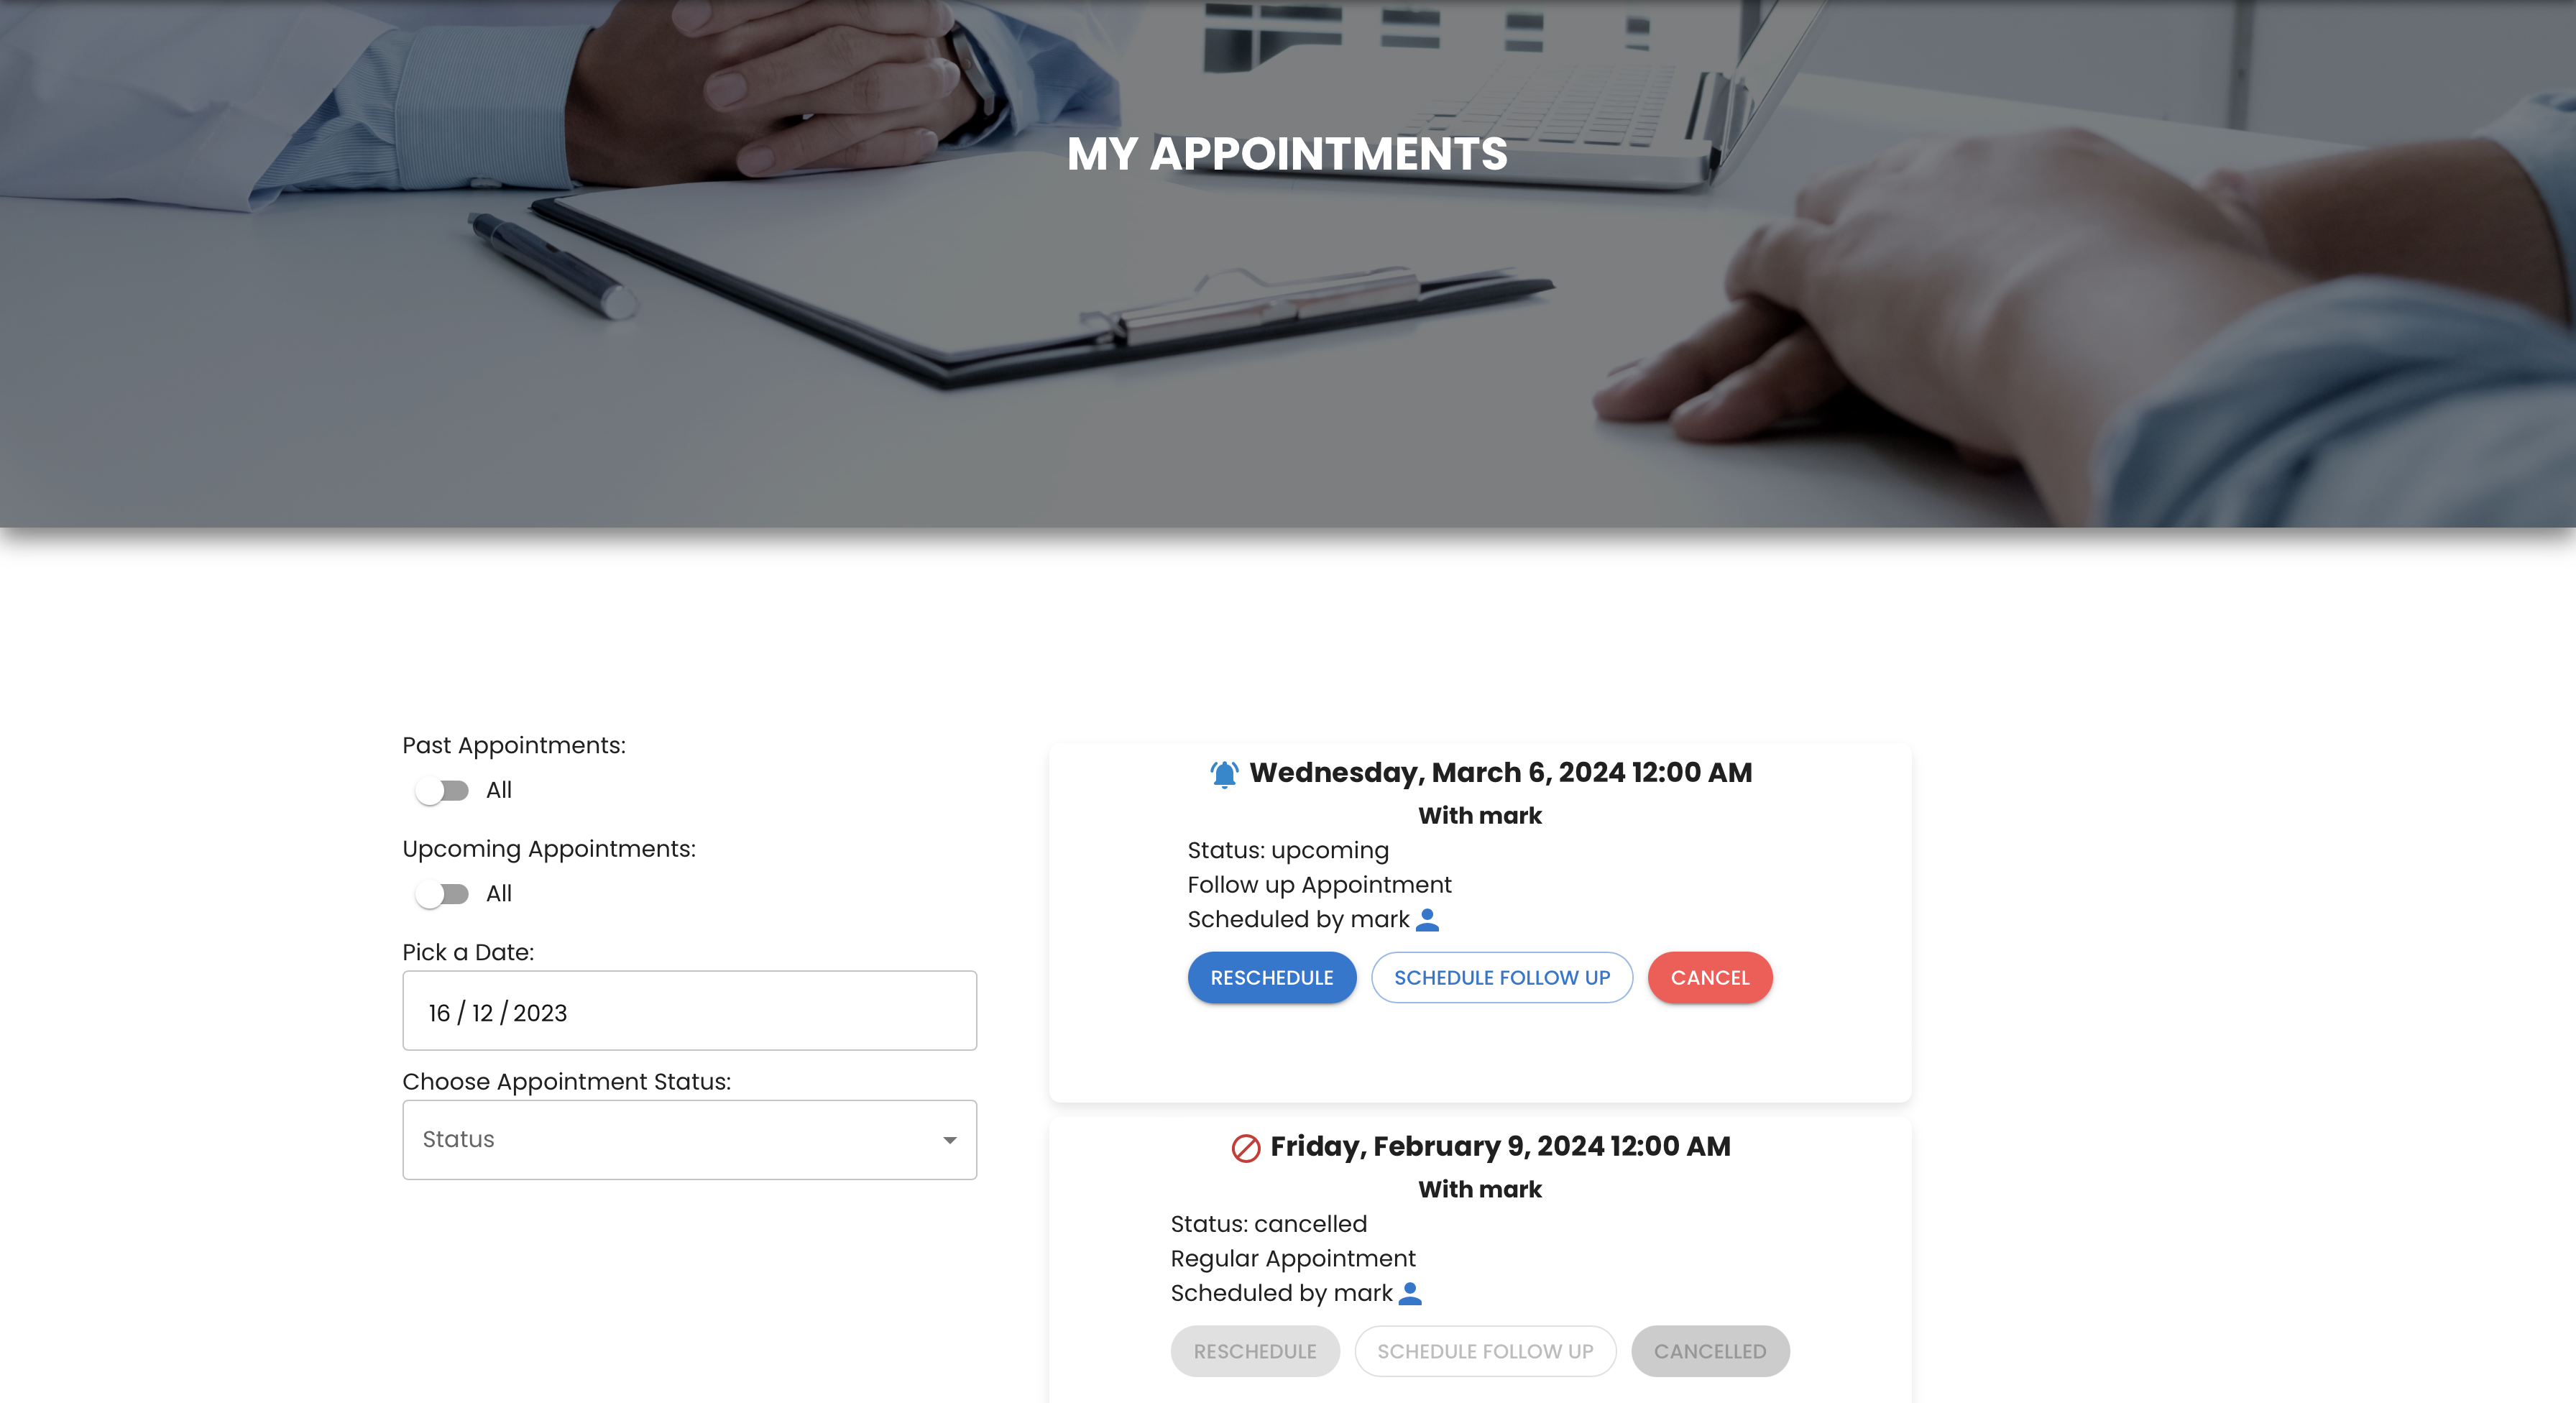 MY APPOINTMENTS
Past Appointments:
All
Upcoming Appointments:
All
Pick a Date:
16 / 12 / 2023
Choose Appointment Status:
Status
Wednesday, March 6, 2024 12:00 AM
With mark
Status: upcoming
Follow up Appointment
Scheduled by mark
RESCHEDULE SCHEDULE FOLLOW UP CANCEL
Friday, February 9, 2024 12:00 AM
With mark
Status: cancelled
Regular Appointment
Scheduled by mark
RESCHEDULE SCHEDULE FOLLOW UP CANCELLED